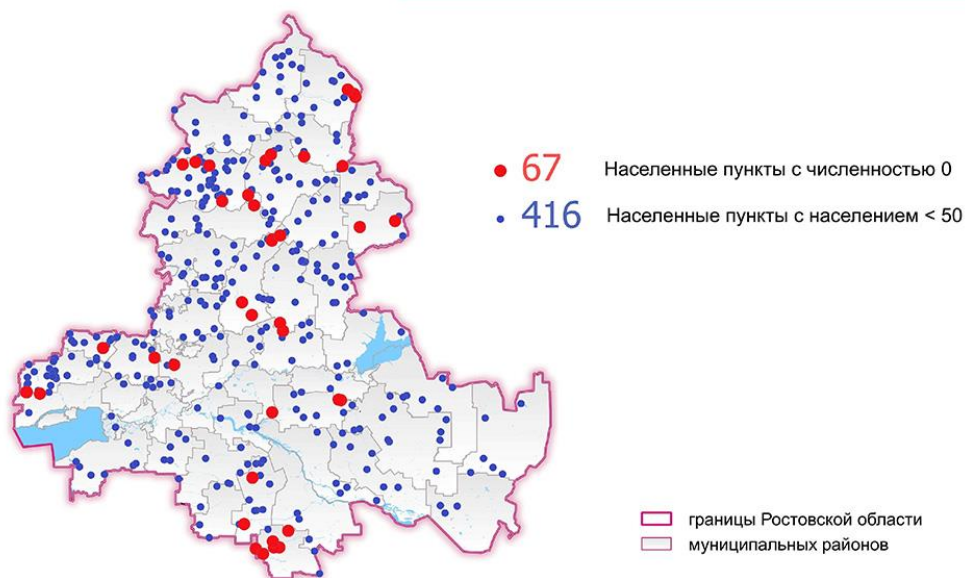 67 Населенные пункты с численностью 0
416 Населенные пункты с населением < 50
границы Ростовской области
муниципальных районов